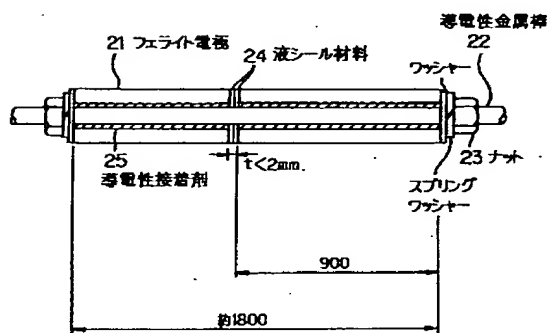 21 フェライト電極
24 液シール材料
導電性金属棒
22
ワッシャー
25
導電性接着剤
t<2mm.
23 ナット
スプリング
ワッシャー
900
約1800